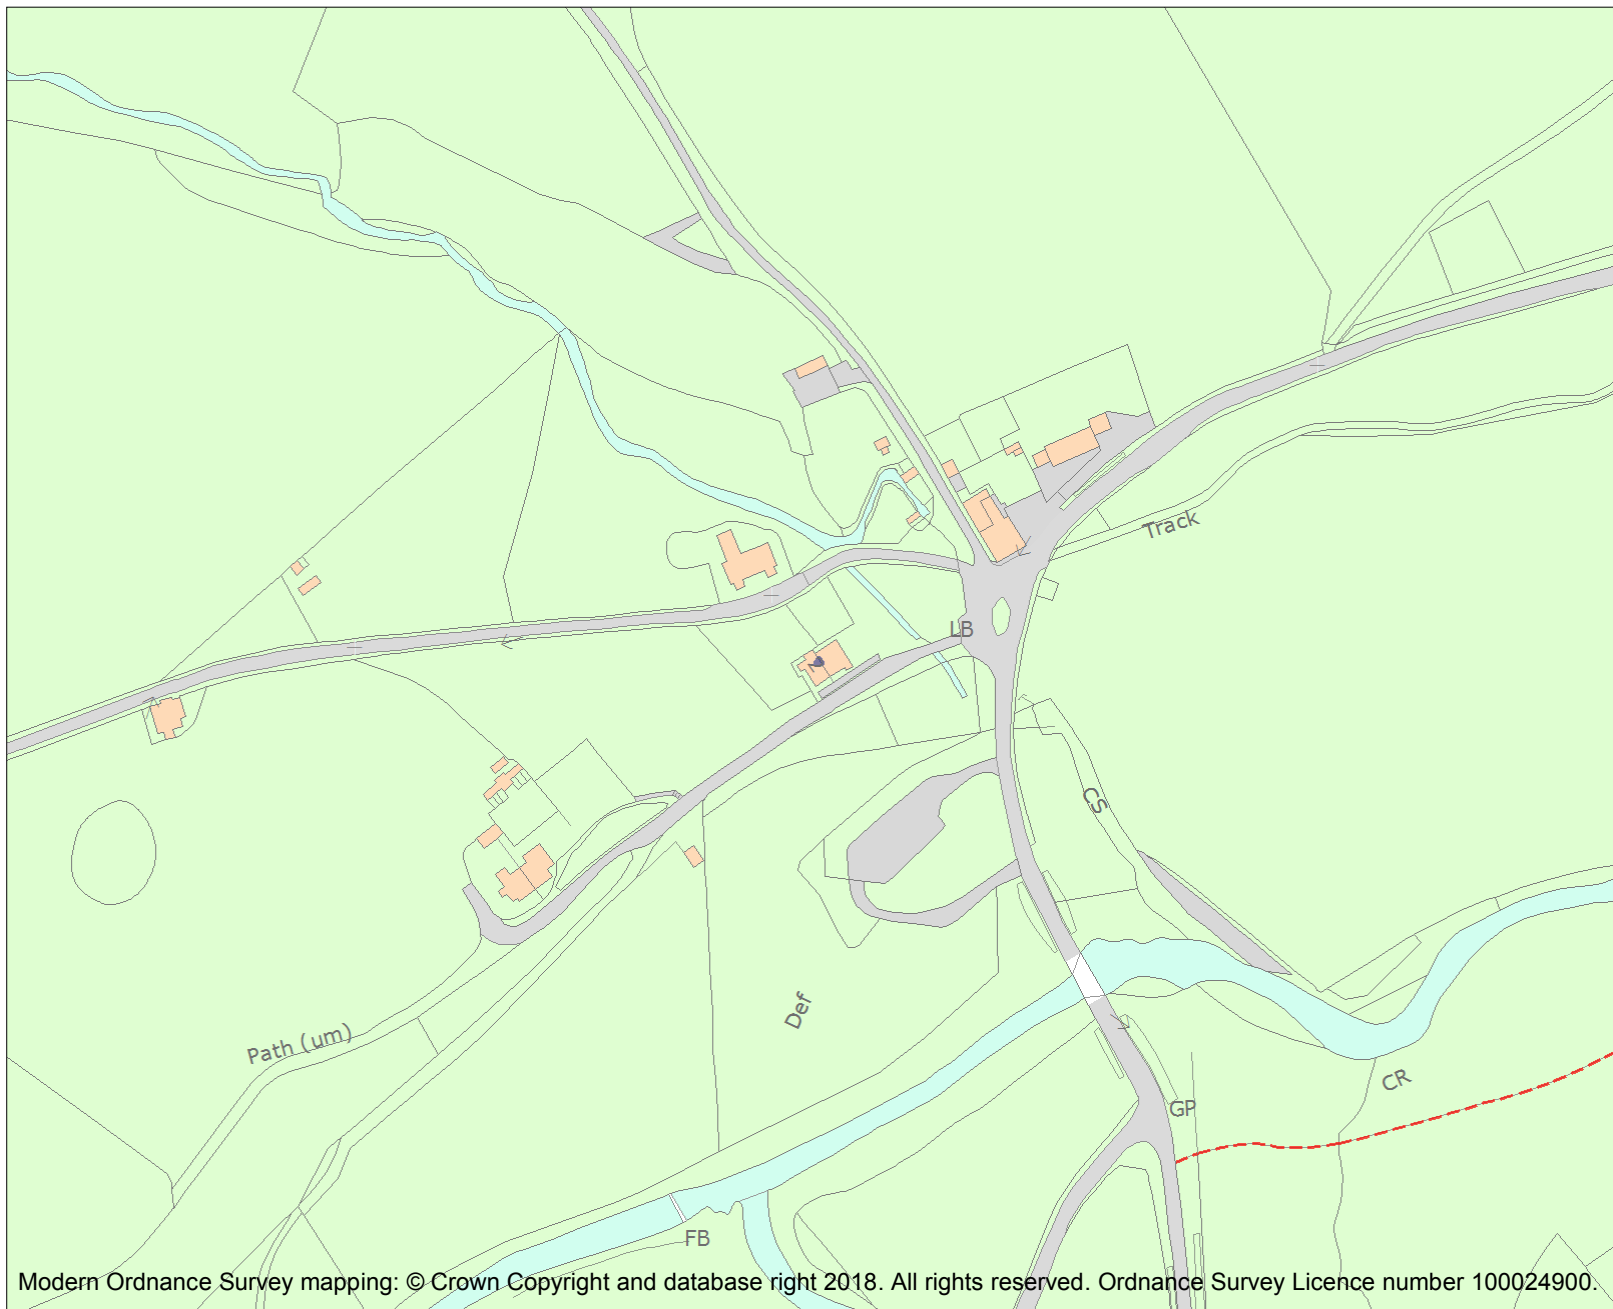 Track
LB
CS
Def
Path (um)
CR
GP
FB
Modern Ordnance Survey mapping: © Crown Copyright and database right 2018. All rights reserved. Ordnance Survey Licence number 100024900.